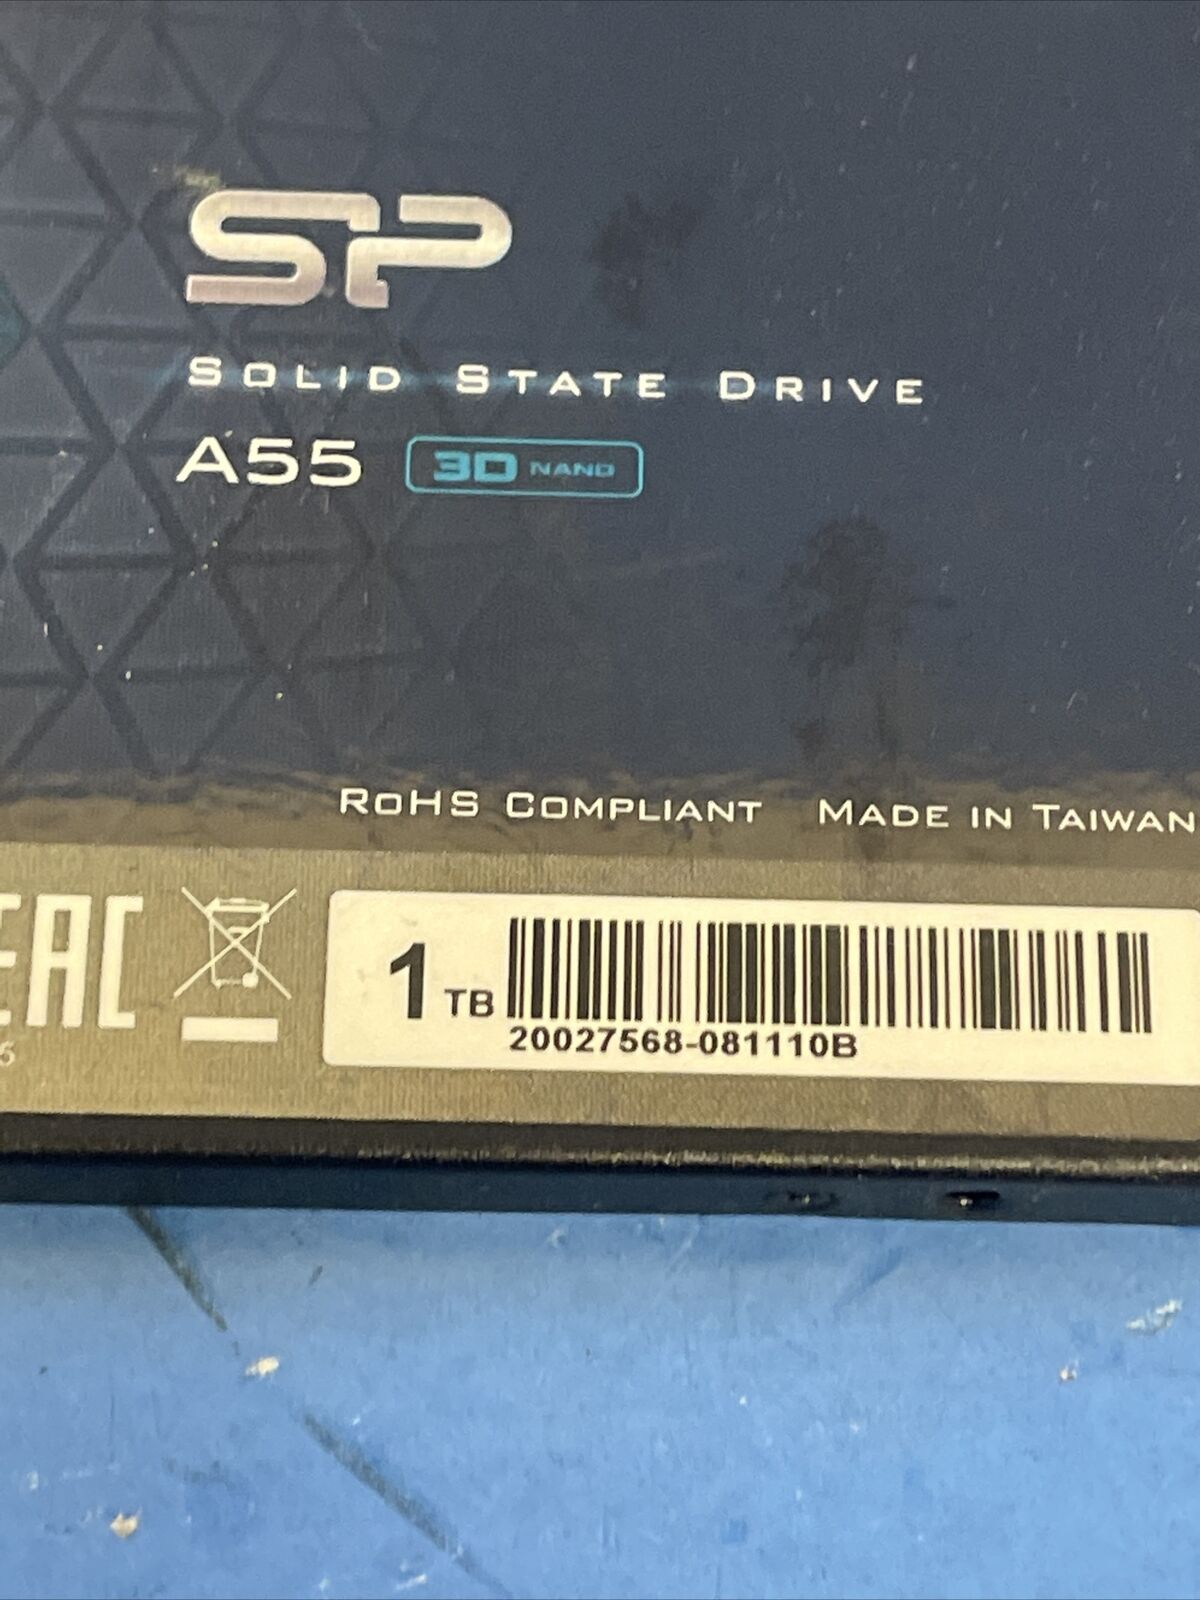 SP
SOLID STATE DRIVE
A55 3D NAND
RoHS COMPLIANT MADE IN TAIWAN
EAC
1 TB
20027568-081110B